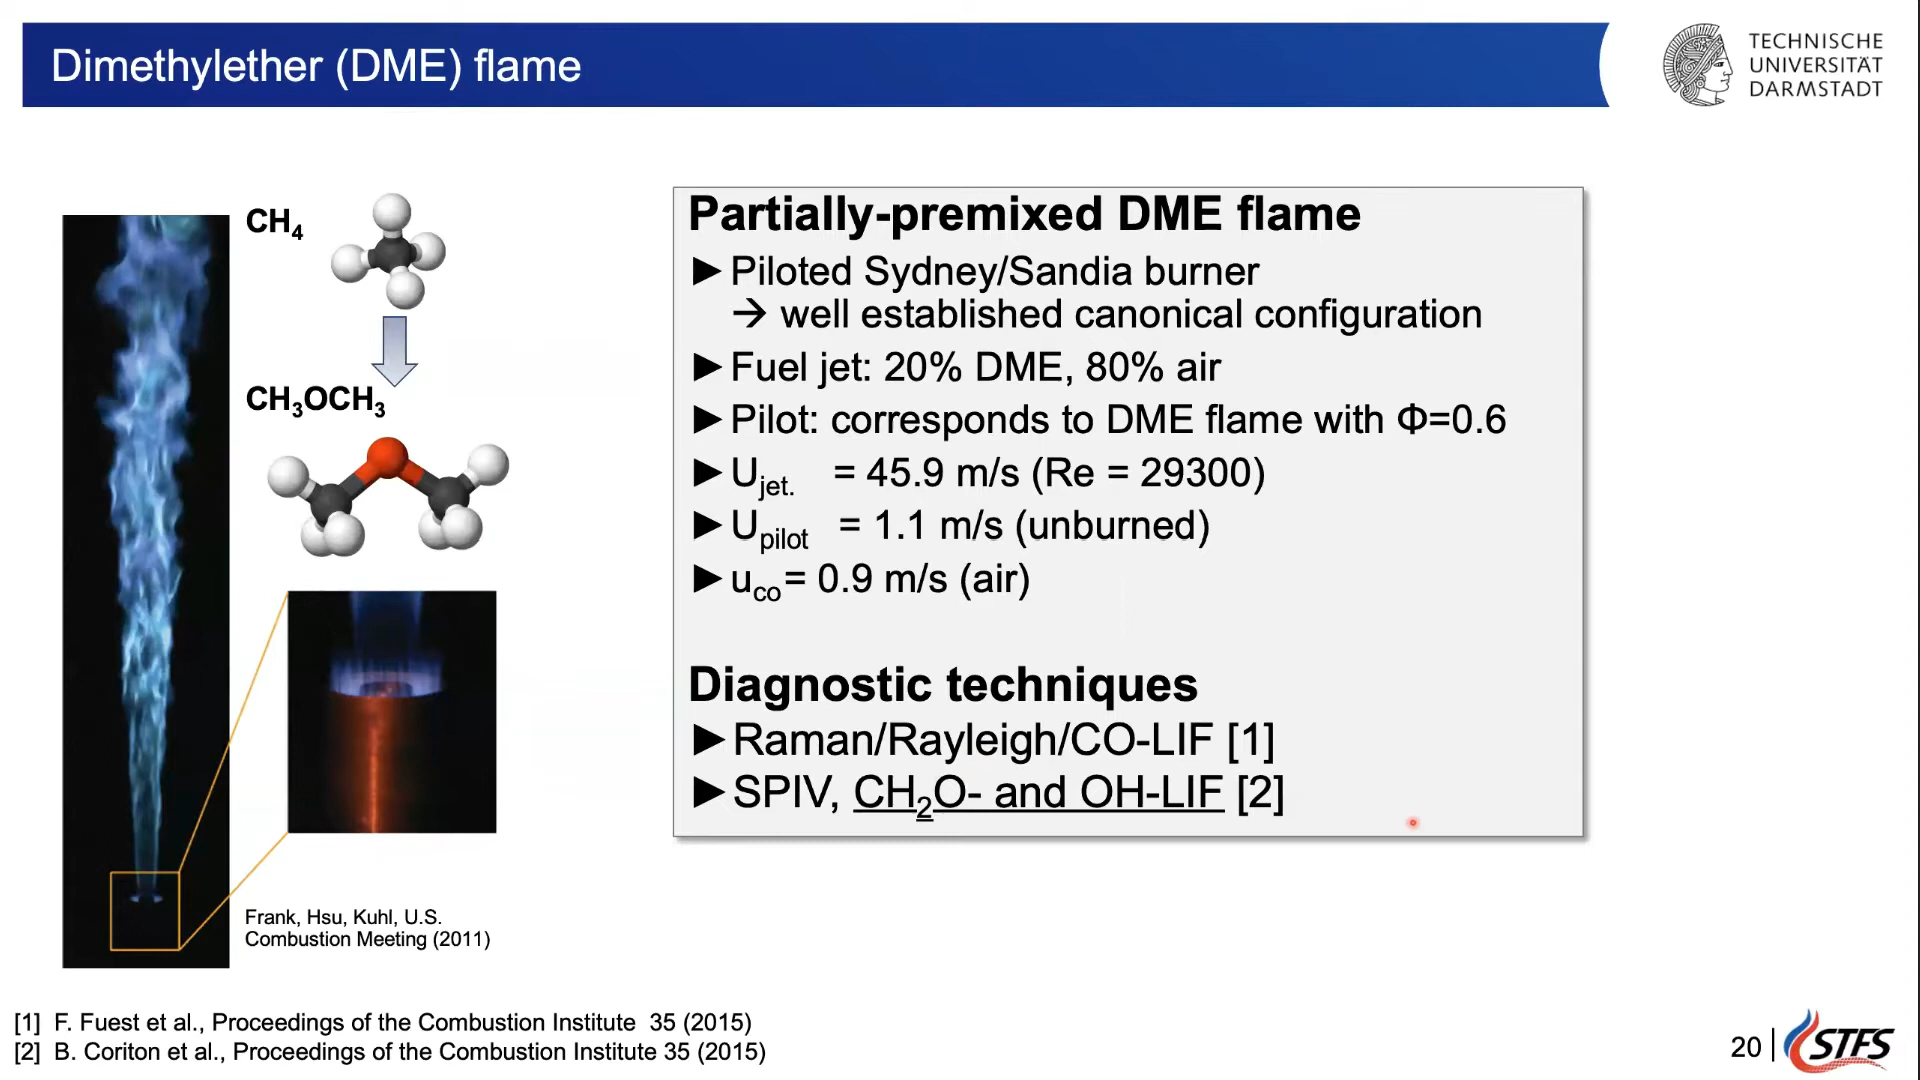 Dimethylether (DME) flame
TECHNISCHE
UNIVERSITÄT
DARMSTADT
CH₄
CH₃OCH₃
Frank, Hsu, Kuhl, U.S.
Combustion Meeting (2011)
Partially-premixed DME flame
►Piloted Sydney/Sandia burner
→ well established canonical configuration
►Fuel jet: 20% DME, 80% air
►Pilot: corresponds to DME flame with Φ=0.6
►U_jet. = 45.9 m/s (Re = 29300)
►U_pilot = 1.1 m/s (unburned)
►u_co = 0.9 m/s (air)
Diagnostic techniques
►Raman/Rayleigh/CO-LIF [1]
►SPIV, CH₂O- and OH-LIF [2]
[1] F. Fuest et al., Proceedings of the Combustion Institute 35 (2015)
[2] B. Coriton et al., Proceedings of the Combustion Institute 35 (2015)
20 | STFS